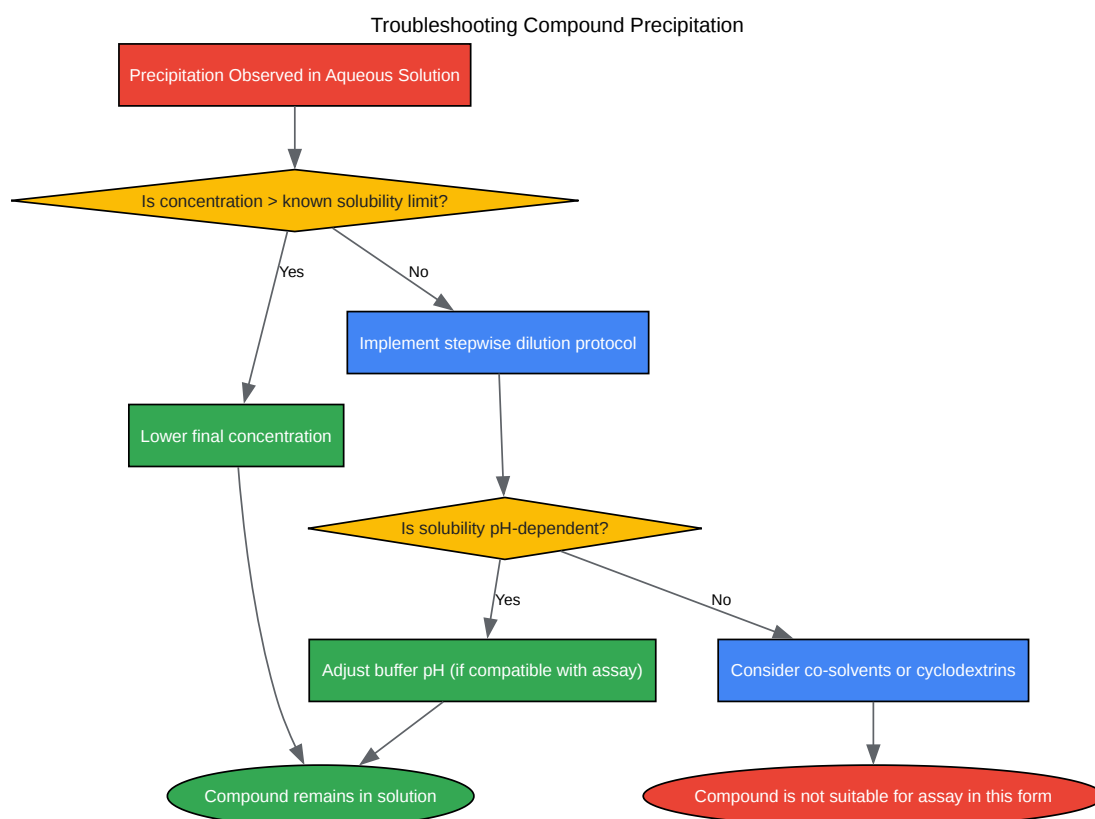 Troubleshooting Compound Precipitation
Precipitation Observed in Aqueous Solution
Is concentration > known solubility limit?
Yes
No
Implement stepwise dilution protocol
Lower final concentration
Is solubility pH-dependent?
Yes
No
Adjust buffer pH (if compatible with assay)
Consider co-solvents or cyclodextrins
Compound remains in solution
Compound is not suitable for assay in this form